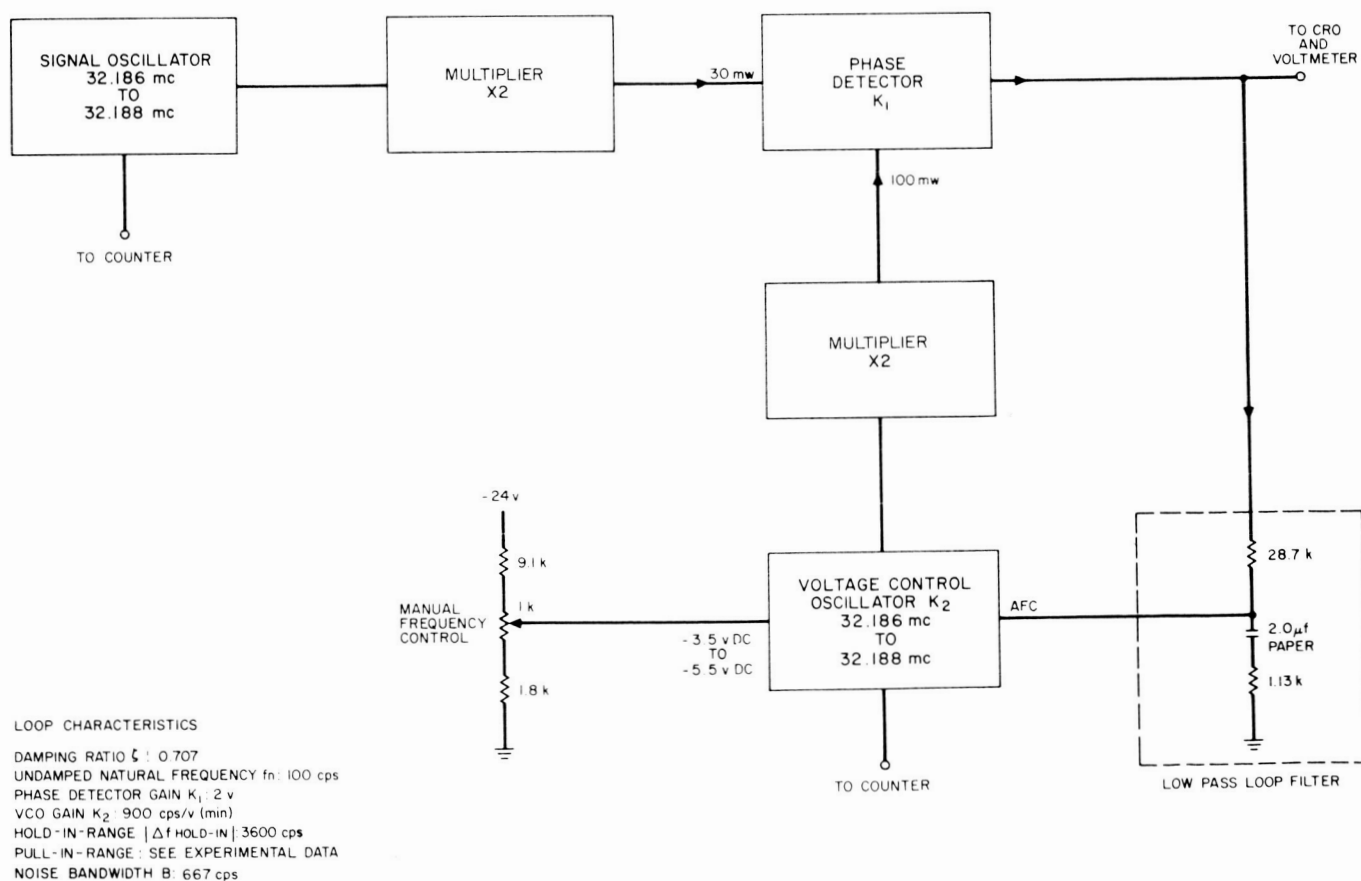 SIGNAL OSCILLATOR
32.186 mc
TO
32.188 mc
MULTIPLIER
X2
30 mw
PHASE
DETECTOR
K₁
TO CRO
AND
VOLTMETER
100 mw
TO COUNTER
MULTIPLIER
X2
-24 v
9.1 k
1 k
MANUAL
FREQUENCY
CONTROL
1.8 k
-3.5 v DC
TO
-5.5 v DC
VOLTAGE CONTROL
OSCILLATOR K₂
32.186 mc
TO
32.188 mc
AFC
28.7 k
2.0μf
PAPER
1.13 k
TO COUNTER
LOW PASS LOOP FILTER
LOOP CHARACTERISTICS
DAMPING RATIO ζ : 0.707
UNDAMPED NATURAL FREQUENCY fn: 100 cps
PHASE DETECTOR GAIN K₁: 2 v
VCO GAIN K₂: 900 cps/v (min)
HOLD-IN-RANGE |Δf HOLD-IN|: 3600 cps
PULL-IN-RANGE: SEE EXPERIMENTAL DATA
NOISE BANDWIDTH B: 667 cps